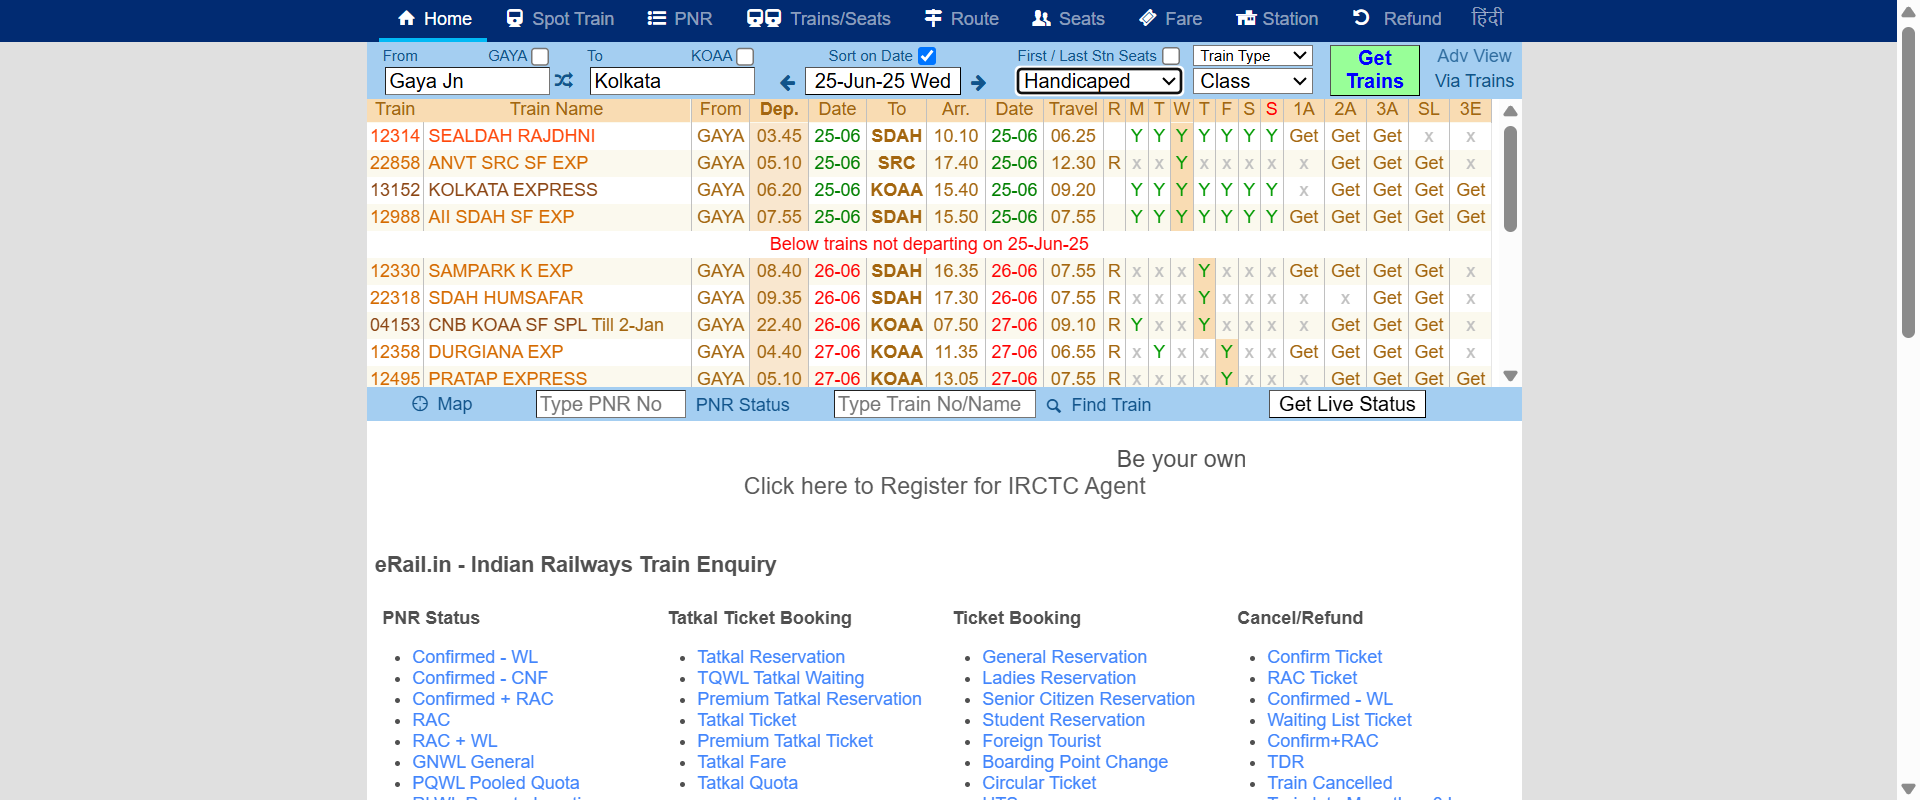 Home Spot Train PNR Trains/Seats Route Seats Fare Station Refund हिंदी
From GAYA To KOAA Sort on Date First / Last Stn Seats Train Type Get Trains Adv View
Gaya Jn Kolkata 25-Jun-25 Wed Handicaped Class Via Trains
Train Train Name From Dep. Date To Arr. Date Travel R M T W T F S S 1A 2A 3A SL 3E
12314 SEALDAH RAJDHNI GAYA 03.45 25-06 SDAH 10.10 25-06 06.25 Y Y Y Y Y Y Y Get Get Get x x
22858 ANVT SRC SF EXP GAYA 05.10 25-06 SRC 17.40 25-06 12.30 R x x Y x x x x x Get Get Get x
13152 KOLKATA EXPRESS GAYA 06.20 25-06 KOAA 15.40 25-06 09.20 Y Y Y Y Y Y Y x Get Get Get Get
12988 AII SDAH SF EXP GAYA 07.55 25-06 SDAH 15.50 25-06 07.55 Y Y Y Y Y Y Y Get Get Get Get Get
Below trains not departing on 25-Jun-25
12330 SAMPARK K EXP GAYA 08.40 26-06 SDAH 16.35 26-06 07.55 R x x x Y x x x Get Get Get Get x
22318 SDAH HUMSAFAR GAYA 09.35 26-06 SDAH 17.30 26-06 07.55 R x x x Y x x x x x Get Get x
04153 CNB KOAA SF SPL Till 2-Jan GAYA 22.40 26-06 KOAA 07.50 27-06 09.10 R Y x x Y x x x x Get Get Get x
12358 DURGIANA EXP GAYA 04.40 27-06 KOAA 11.35 27-06 06.55 R x Y x x Y x x Get Get Get Get x
12495 PRATAP EXPRESS GAYA 05.10 27-06 KOAA 13.05 27-06 07.55 R x x x x Y x x x Get Get Get Get
Map Type PNR No PNR Status Type Train No/Name Find Train Get Live Status
Be your own
Click here to Register for IRCTC Agent
eRail.in - Indian Railways Train Enquiry
PNR Status
Confirmed - WL
Confirmed - CNF
Confirmed + RAC
RAC
RAC + WL
GNWL General
PQWL Pooled Quota
Tatkal Ticket Booking
Tatkal Reservation
TQWL Tatkal Waiting
Premium Tatkal Reservation
Tatkal Ticket
Premium Tatkal Ticket
Tatkal Fare
Tatkal Quota
Ticket Booking
General Reservation
Ladies Reservation
Senior Citizen Reservation
Student Reservation
Foreign Tourist
Boarding Point Change
Circular Ticket
Cancel/Refund
Confirm Ticket
RAC Ticket
Confirmed - WL
Waiting List Ticket
Confirm+RAC
TDR
Train Cancelled